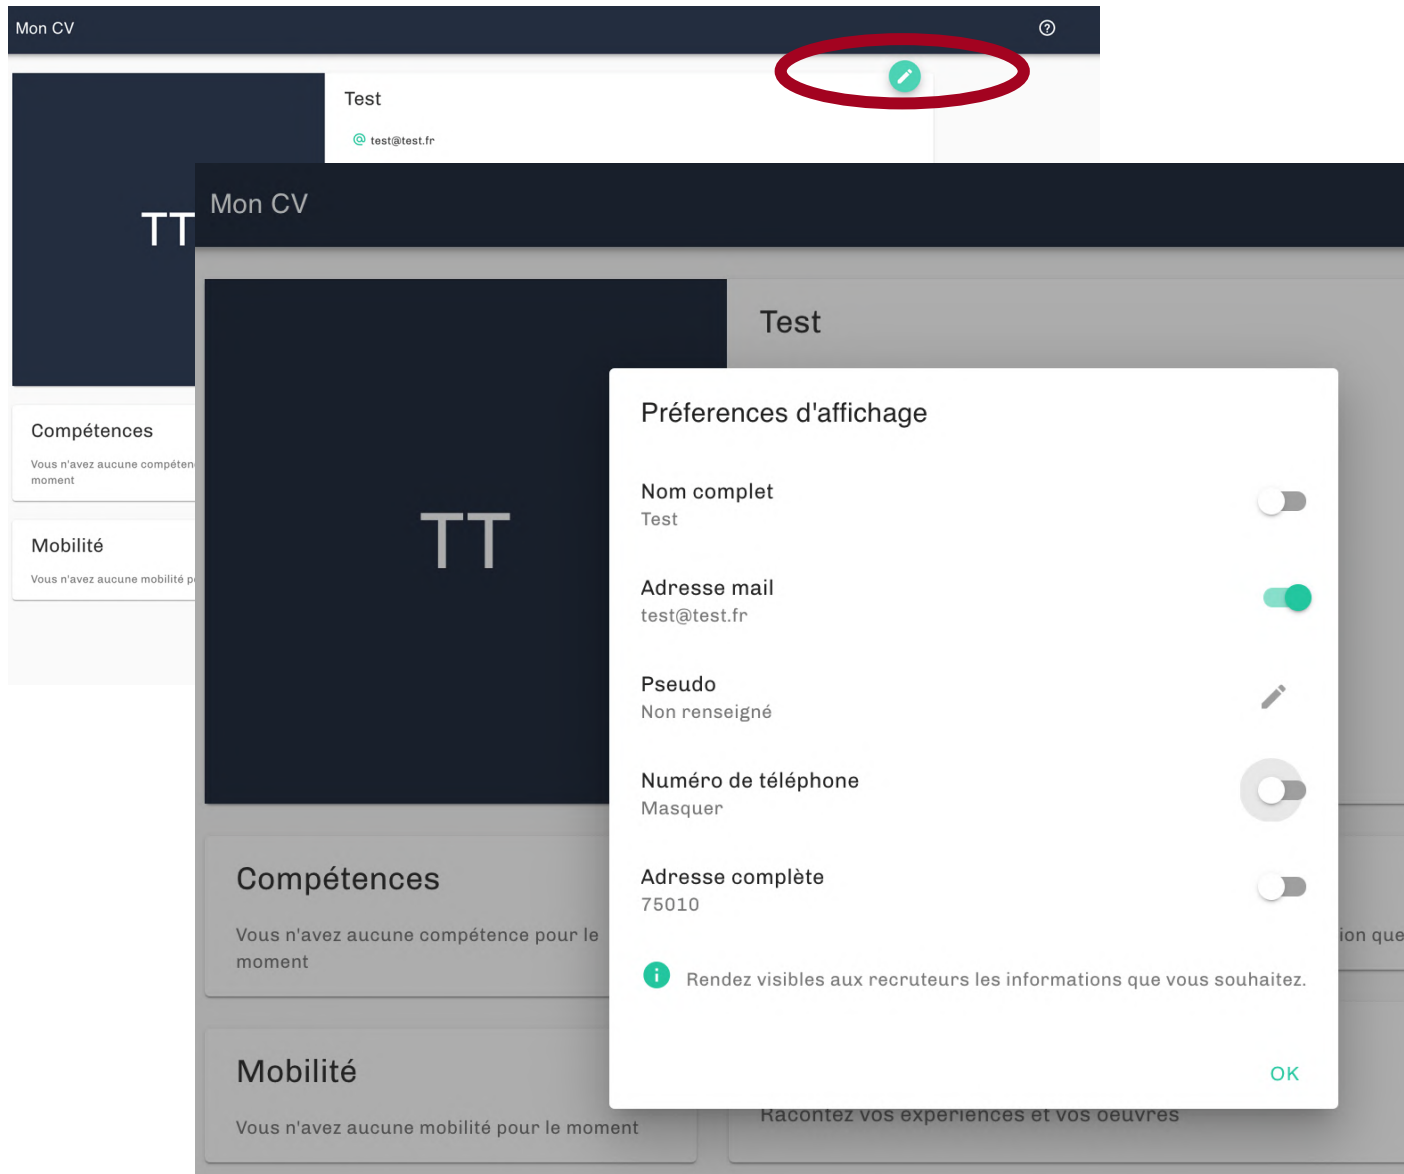 Mon CV
Test
test@test.fr
TT
Compétences
Vous n'avez aucune
moment
Mobilité
Vous n'avez aucune mobilité
Mon CV
Test
TT
Préferences d'affichage
Nom complet
Test
Adresse mail
test@test.fr
Pseudo
Non renseigné
Numéro de téléphone
Masquer
Adresse complète
75010
Rendez visibles aux recruteurs les informations que vous souhaitez.
OK
Compétences
Vous n'avez aucune compétence pour le
moment
que
Mobilité
Vous n'avez aucune mobilité pour le moment
Racontez vos expériences et vos oeuvres